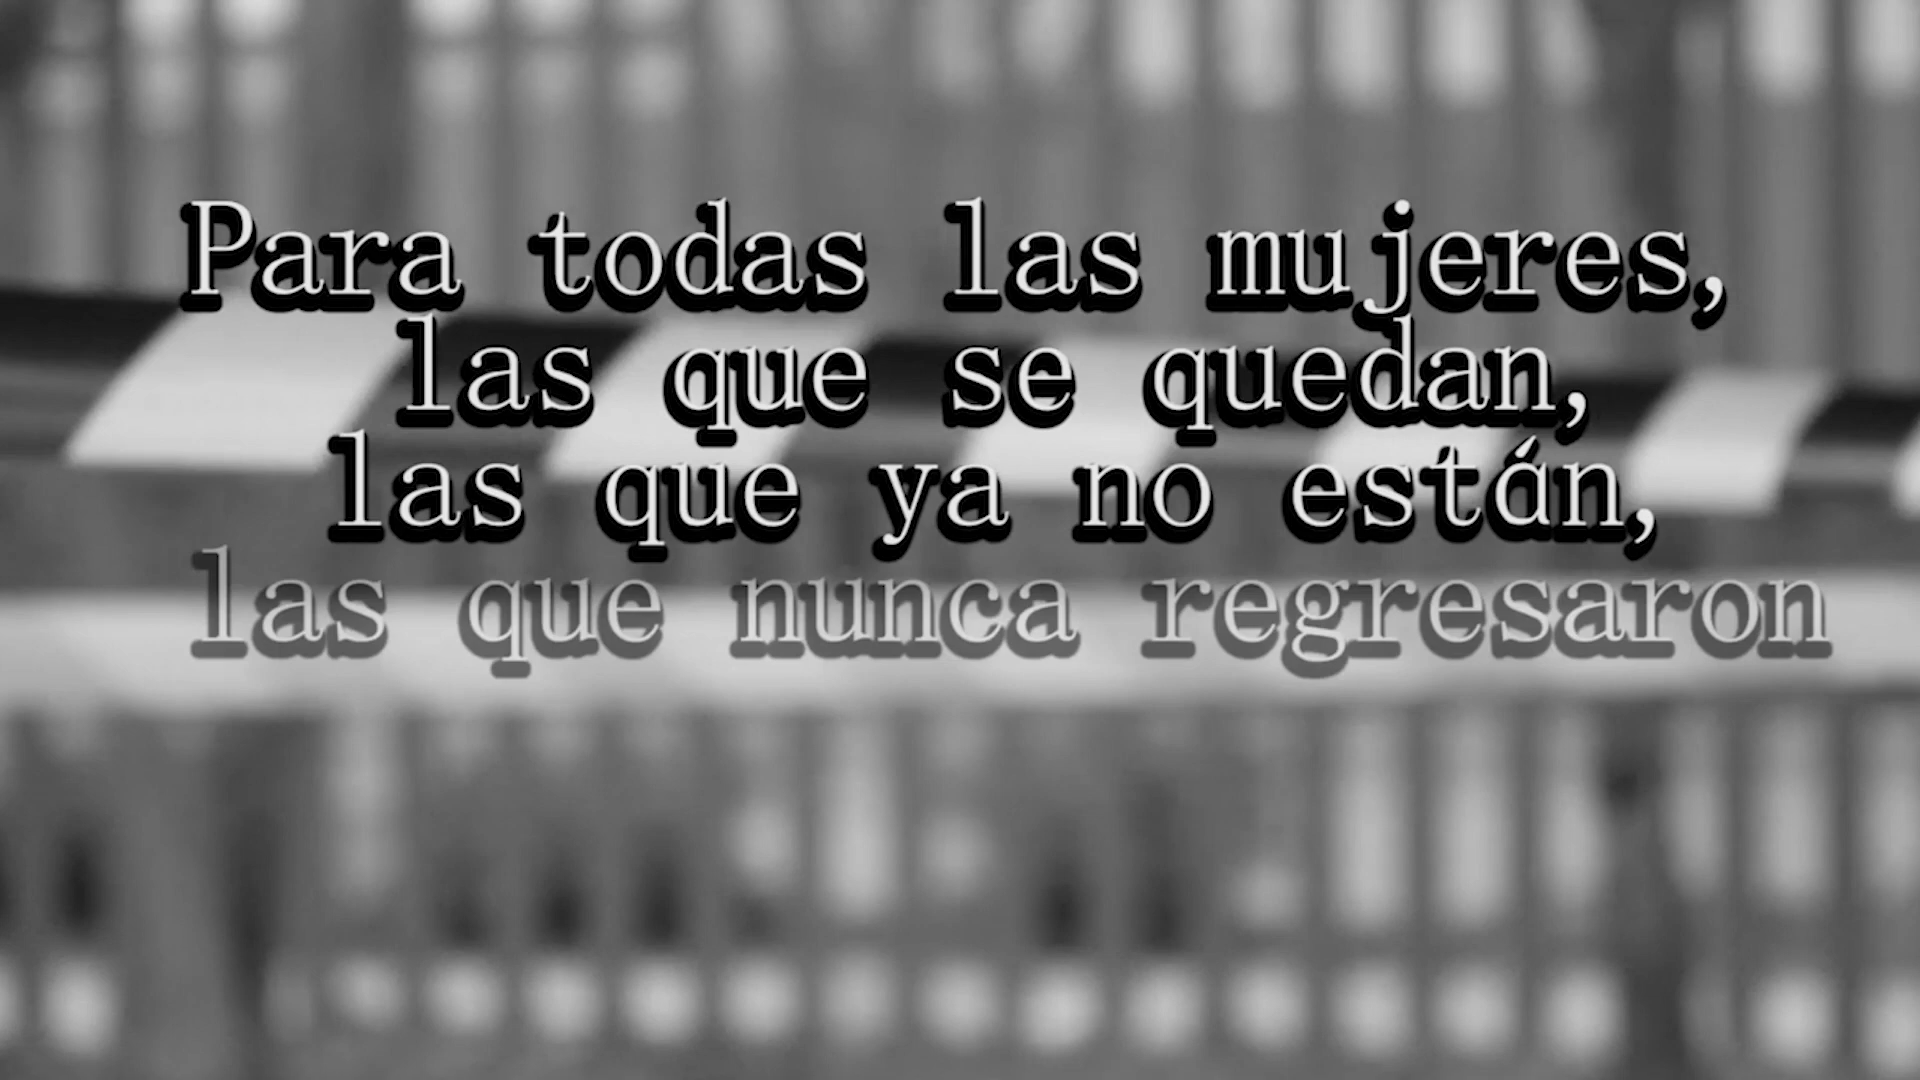 Para todas las mujeres,
las que se quedan,
las que ya no están,
las que nunca regresaron